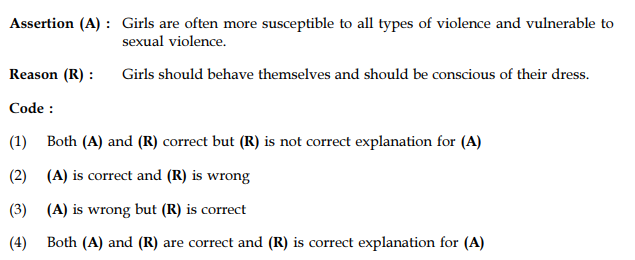 Assertion (A) : Girls are often more susceptible to all types of violence and vulnerable to
sexual violence.
Reason (R) : Girls should behave themselves and should be conscious of their dress.
Code :
(1) Both (A) and (R) correct but (R) is not correct explanation for (A)
(2) (A) is correct and (R) is wrong
(3) (A) is wrong but (R) is correct
(4) Both (A) and (R) are correct and (R) is correct explanation for (A)